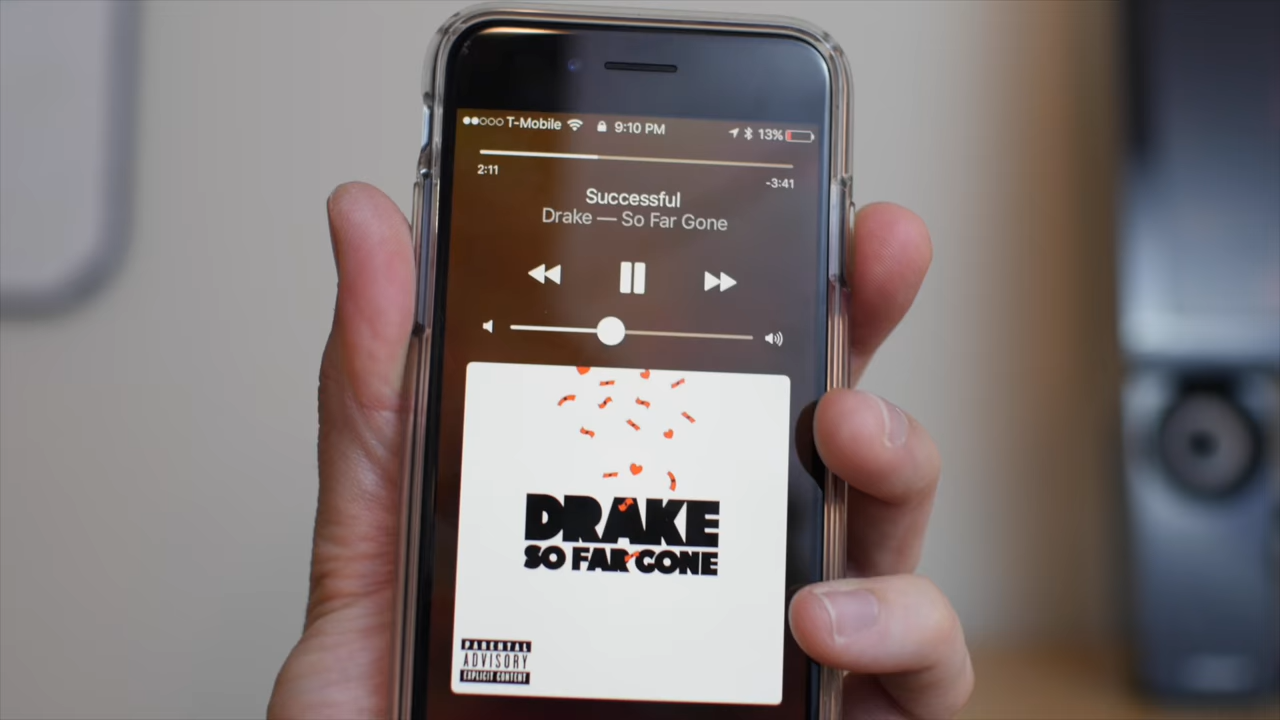 T-Mobile 9:10 PM 13%
2:11 -3:41
Successful
Drake — So Far Gone
DRAKE
SO FAR GONE
PARENTAL
ADVISORY
EXPLICIT CONTENT